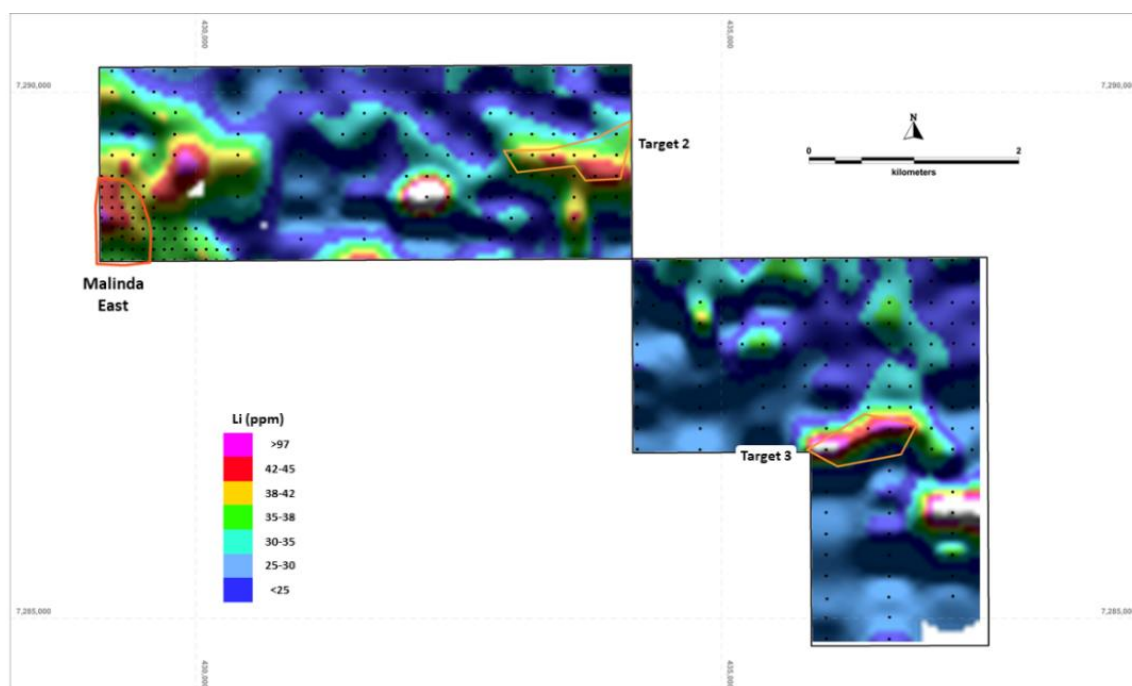 430,000
435,000
7,290,000
7,290,000
N
0
2
kilometers
Target 2
Malinda
East
Li (ppm)
>97
42-45
38-42
35-38
30-35
25-30
<25
Target 3
7,285,000
7,285,000
430,000
435,000